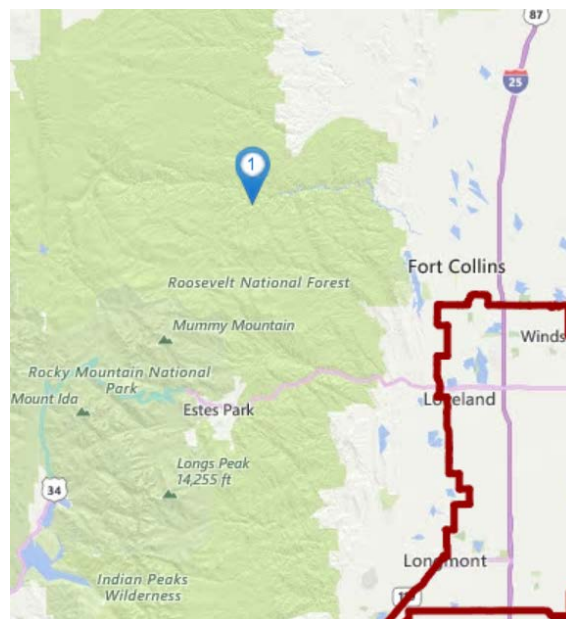 87
25
1
Fort Collins
Roosevelt National Forest
Mummy Mountain
Winds
Rocky Mountain National
Park
Mount Ida
Loveland
Estes Park
Longs Peak
14,255 ft
34
Longmont
Indian Peaks
Wilderness